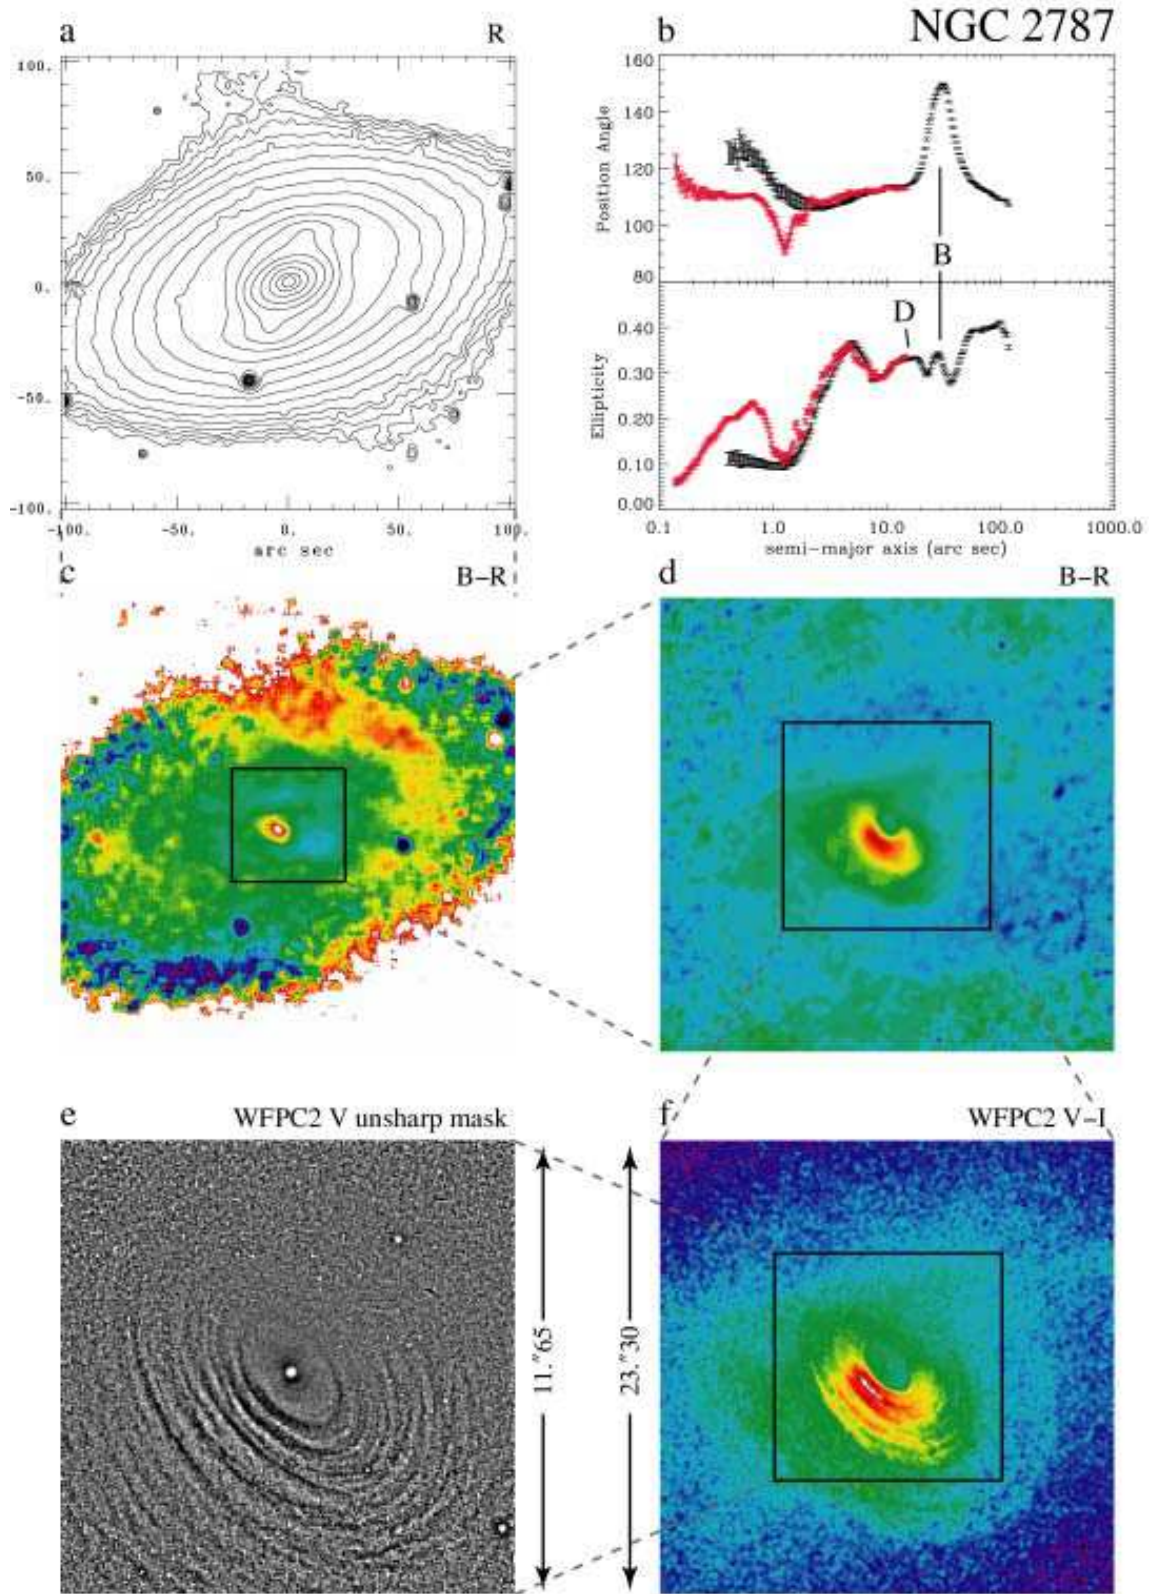 a
R
b
NGC 2787
100.
50.
0.
-50.
-100.
-100.
-50.
0.
50.
100.
arc sec
160
140
120
100
80
Position Angle
B
D
0.40
0.30
0.20
0.10
0.00
Ellipticity
0.1
1.0
10.0
100.0
1000.0
semi-major axis (arc sec)
c
B-R
d
B-R
e
WFPC2 V unsharp mask
11."65
23."30
f
WFPC2 V-I